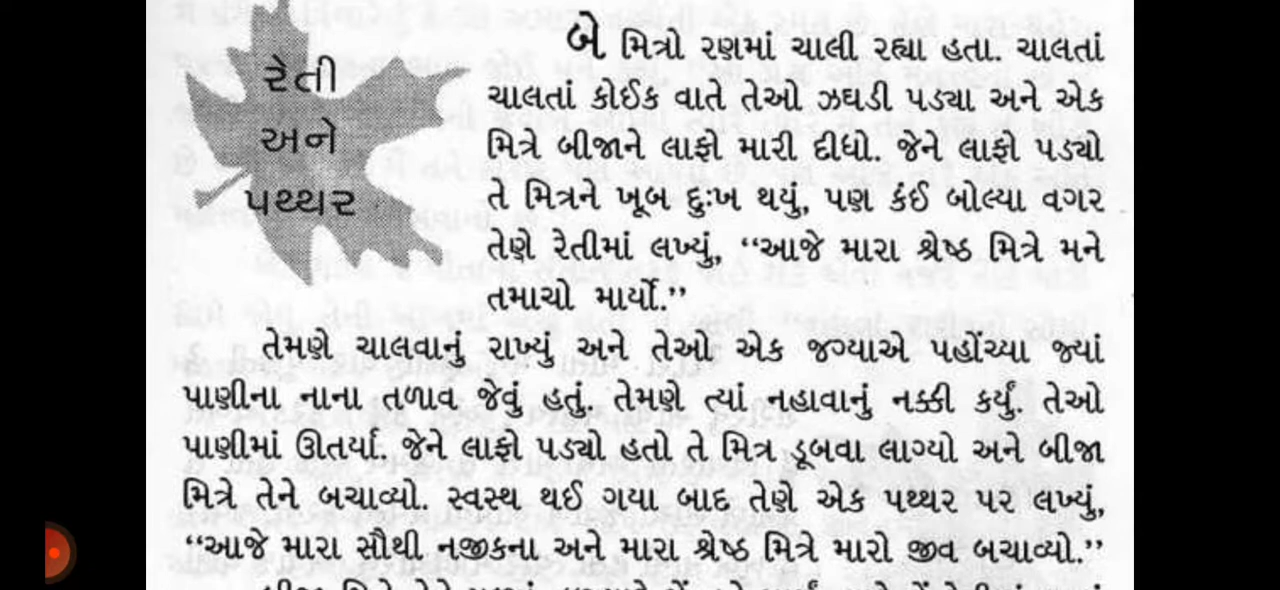 રેતી
અને
પથ્થર
બે મિત્રો રણમાં ચાલી રહ્યા હતા. ચાલતાં
ચાલતાં કોઈક વાતે તેઓ ઝઘડી પડ્યા અને એક
મિત્રે બીજાને લાફો મારી દીધો. જેને લાફો પડ્યો
તે મિત્રને ખૂબ દુઃખ થયું, પણ કંઈ બોલ્યા વગર
તેણે રેતીમાં લખ્યું, “આજે મારા શ્રેષ્ઠ મિત્રે મને
તમાચો માર્યો.”
તેમણે ચાલવાનું રાખ્યું અને તેઓ એક જગ્યાએ પહોંચ્યા જ્યાં
પાણીના નાના તળાવ જેવું હતું. તેમણે ત્યાં નહાવાનું નક્કી કર્યું. તેઓ
પાણીમાં ઊતર્યા. જેને લાફો પડ્યો હતો તે મિત્ર ડૂબવા લાગ્યો અને બીજા
મિત્રે તેને બચાવ્યો. સ્વસ્થ થઈ ગયા બાદ તેણે એક પથ્થર પર લખ્યું,
“આજે મારા સૌથી નજીકના અને મારા શ્રેષ્ઠ મિત્રે મારો જીવ બચાવ્યો.”